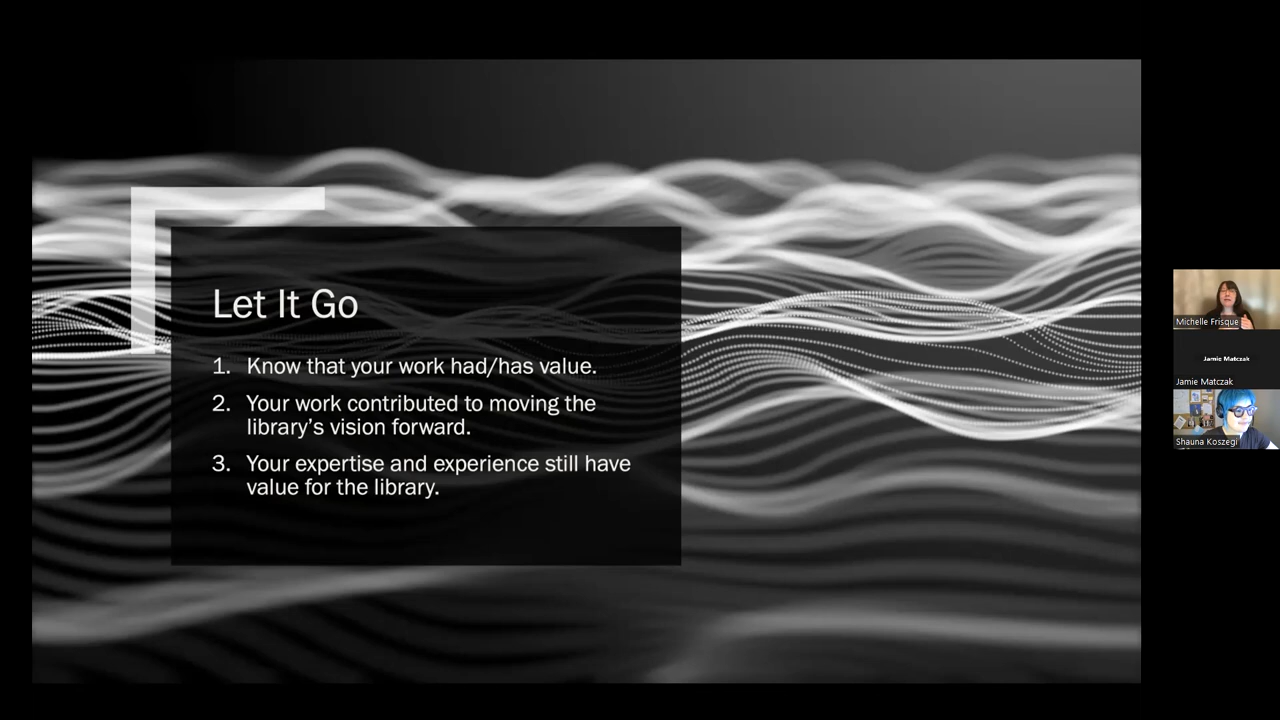 Let It Go
1. Know that your work had/has value.
2. Your work contributed to moving the
library's vision forward.
3. Your expertise and experience still have
value for the library.
Michelle Frisque
Jamie Matczak
Jamie Matczak
Shauna Koszegi